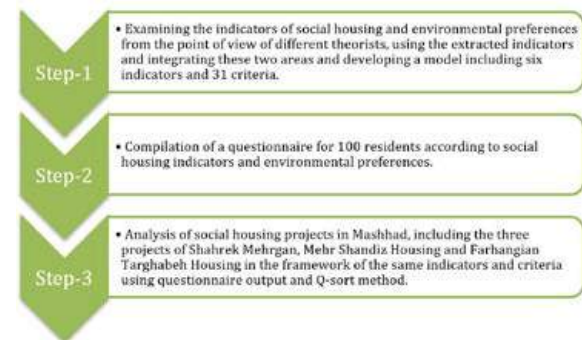 Step-1
• Examining the indicators of social housing and environmental preferences
from the point of view of different theorists, using the extracted indicators
and integrating these two areas and developing a model including six
indicators and 31 criteria.
Step-2
• Compilation of a questionnaire for 100 residents according to social
housing indicators and environmental preferences.
Step-3
• Analysis of social housing projects in Mashhad, including the three
projects of Shahrek Mehrgan, Mehr Shandiz Housing and Farhangian
Targhabeh Housing in the framework of the same indicators and criteria
using questionnaire output and Q-sort method.